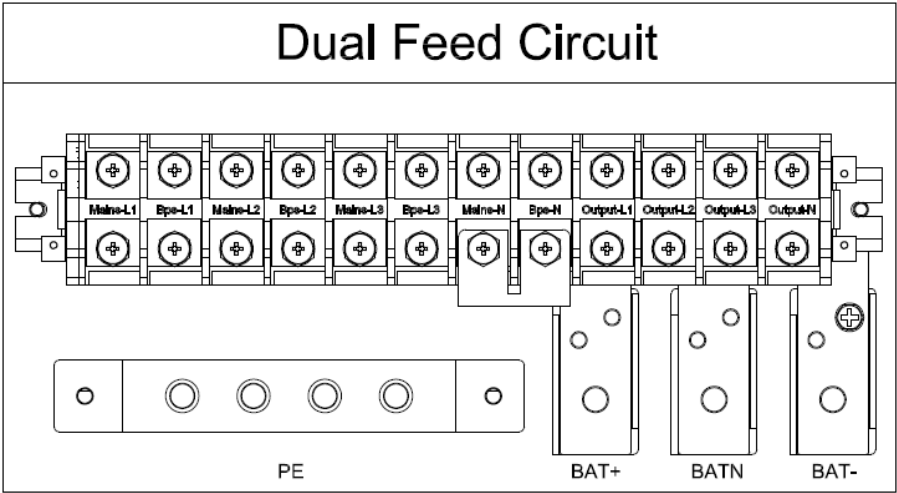 Dual Feed Circuit
Mains-L1 Bps-L1 Mains-L2 Bps-L2 Mains-L3 Bps-L3 Mains-N Bps-N Output-L1 Output-L2 Output-L3 Output-N
PE BAT+ BATN BAT-